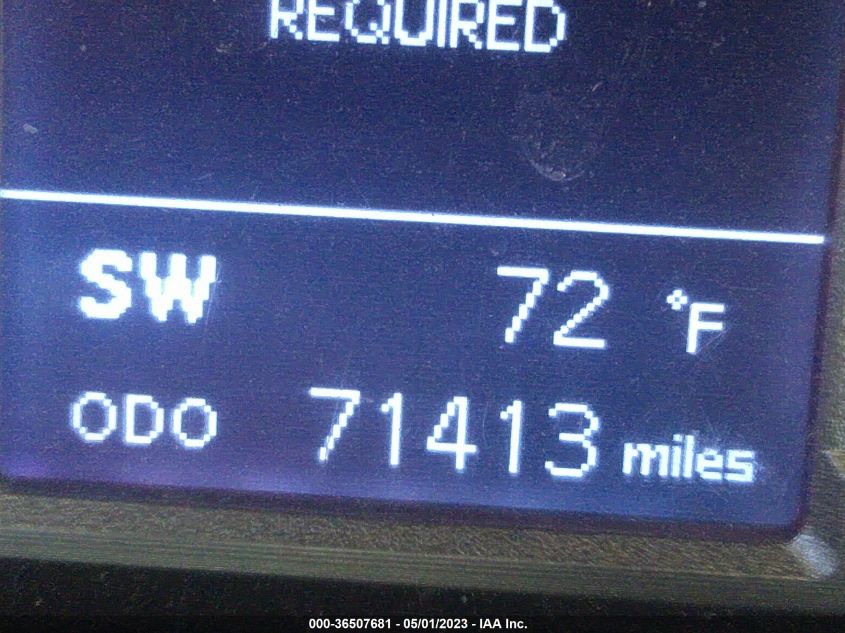 REQUIRED
SW 72 °F
ODO 71413 miles
000-36507681 - 05/01/2023 - IAA Inc.